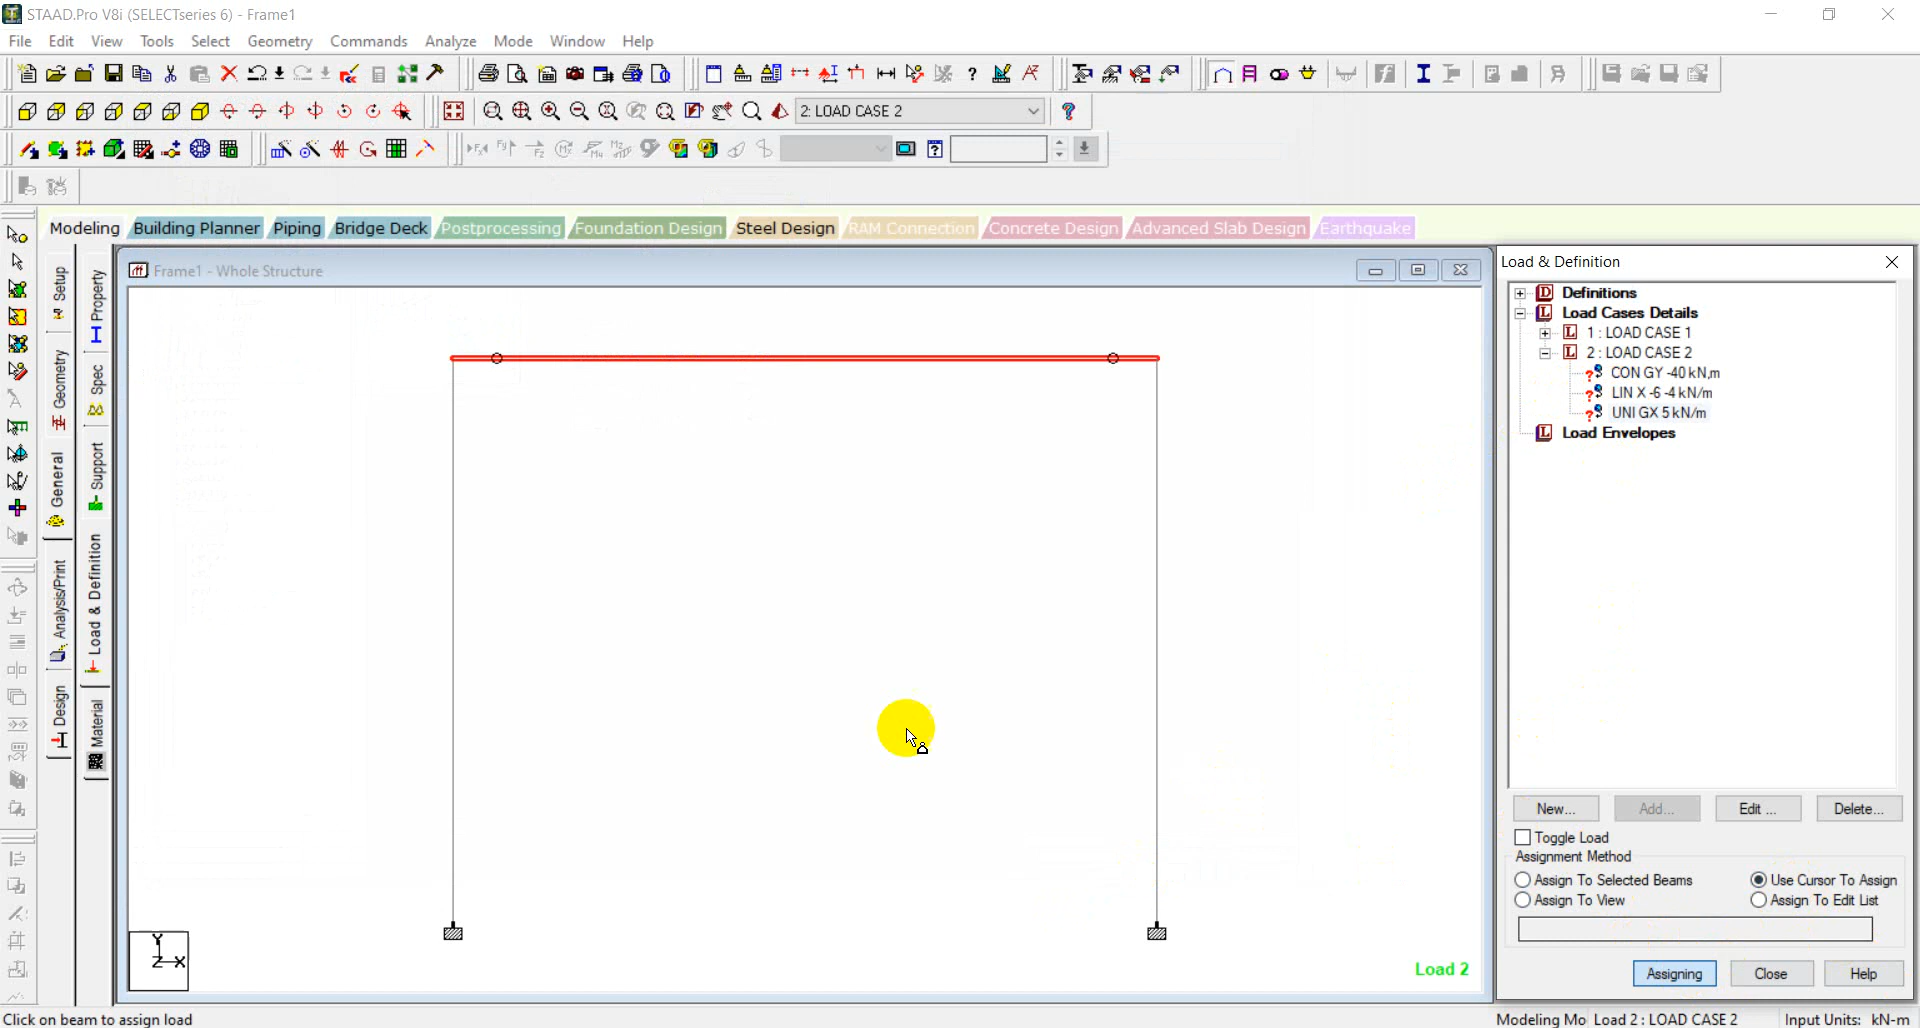 STAAD.Pro V8i (SELECTseries 6) - Frame1
File Edit View Tools Select Geometry Commands Analyze Mode Window Help
2: LOAD CASE 2
Modeling Building Planner Piping Bridge Deck Postprocessing Foundation Design Steel Design RAM Connection Concrete Design Advanced Slab Design Earthquake
Setup
Geometry
General
Analysis/Print
Design
Property
Spec
Support
Load & Definition
Material
Frame1 - Whole Structure
Y
Z X
Load 2
Load & Definition
Definitions
Load Cases Details
1 : LOAD CASE 1
2 : LOAD CASE 2
CON GY -40 kN,m
LIN X -6 -4 kN/m
UNI GX 5 kN/m
Load Envelopes
New... Add... Edit ... Delete...
Toggle Load
Assignment Method
Assign To Selected Beams Use Cursor To Assign
Assign To View Assign To Edit List
Assigning Close Help
Click on beam to assign load Modeling Mo Load 2 : LOAD CASE 2 Input Units: kN-m